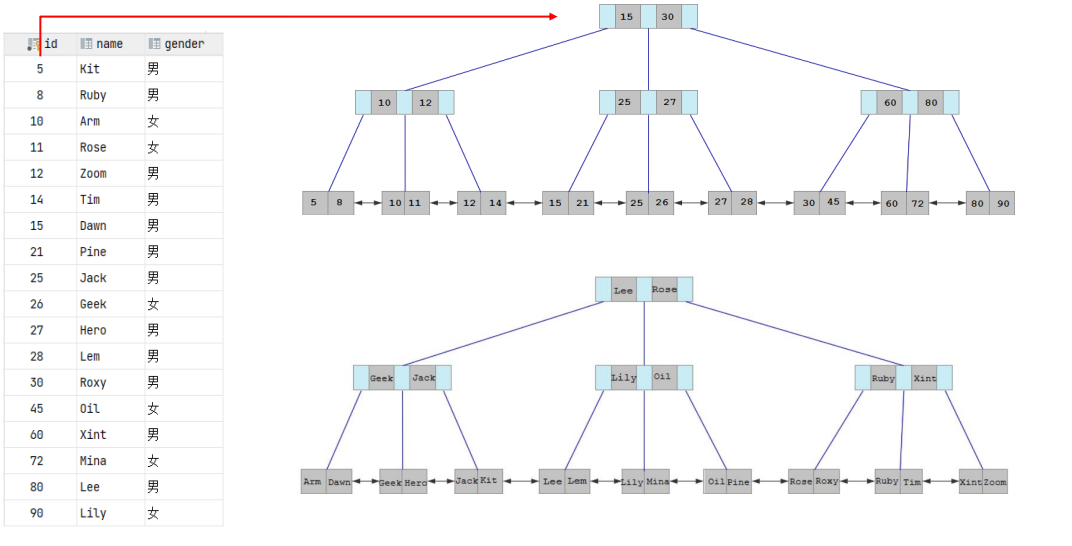 id name gender
5 Kit 男
8 Ruby 男
10 Arm 女
11 Rose 女
12 Zoom 男
14 Tim 男
15 Dawn 男
21 Pine 男
25 Jack 男
26 Geek 女
27 Hero 男
28 Lem 男
30 Roxy 男
45 Oil 女
60 Xint 男
72 Mina 女
80 Lee 男
90 Lily 女
15 30
10 12 25 27 60 80
5 8 10 11 12 14 15 21 25 26 27 28 30 45 60 72 80 90
Lee Rose
Geek Jack Lily Oil Ruby Xint
Arm Dawn Geek Hero Jack Kit Lee Lem Lily Mina Oil Pine Rose Roxy Ruby Tim Xint Zoom